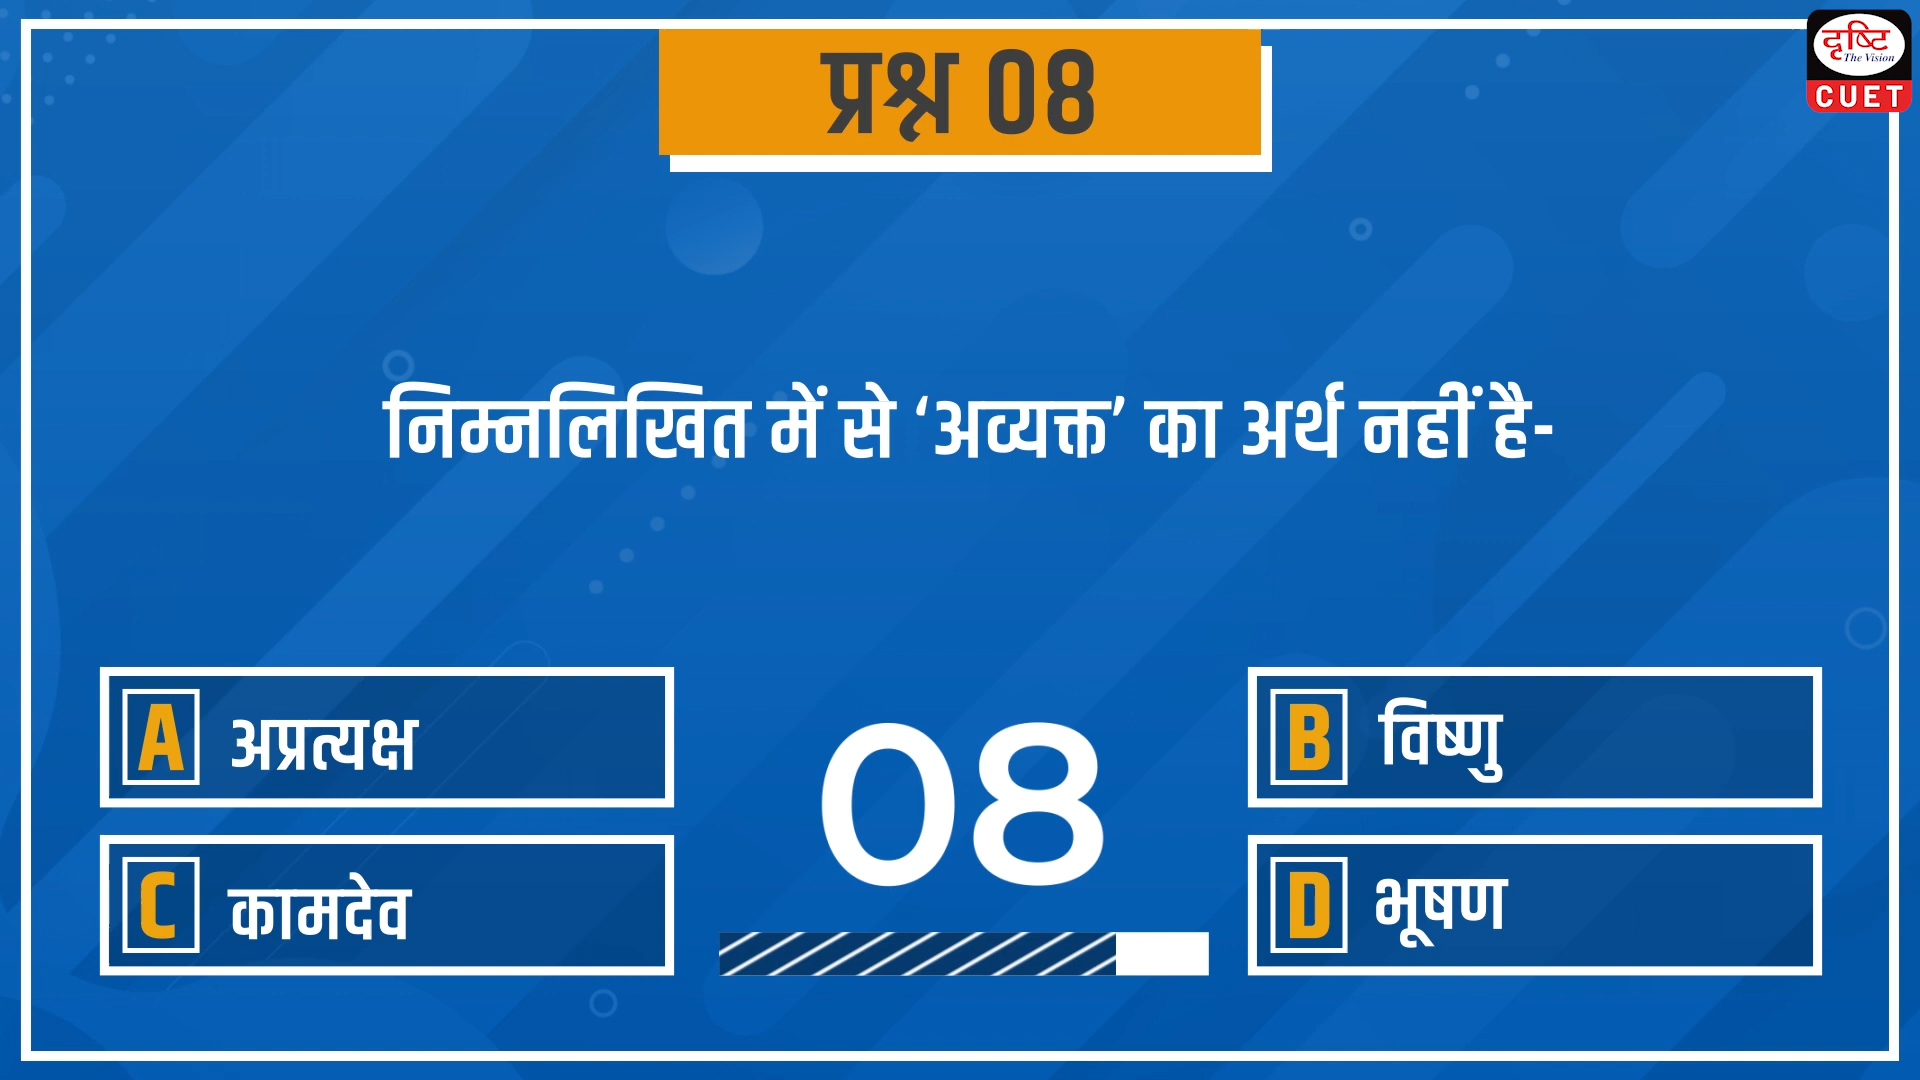 दृष्टि
The Vision
CUET
प्रश्न 08
निम्नलिखित में से ‘अव्यक्त’ का अर्थ नहीं है-
A अप्रत्यक्ष
B विष्णु
C कामदेव
D भूषण
08